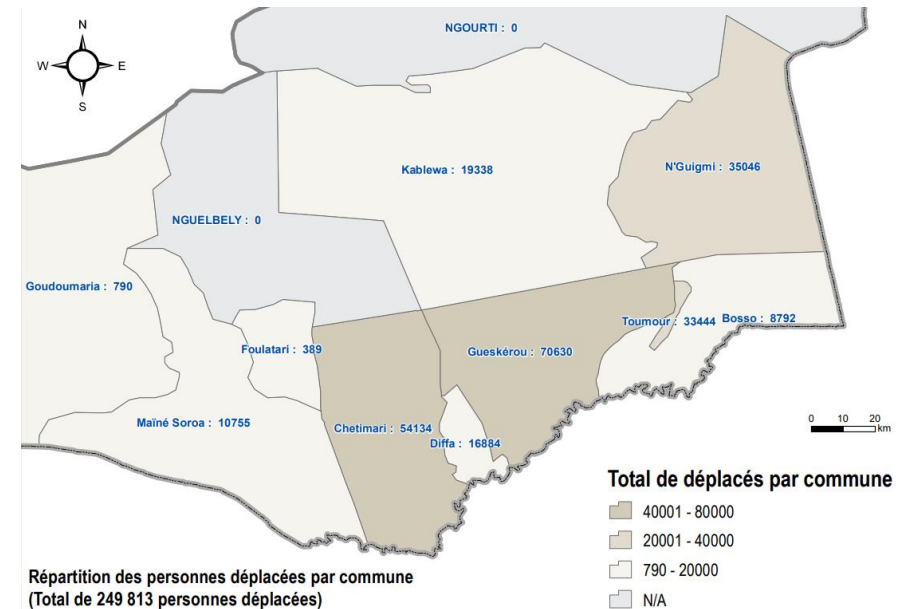 NGOURTI : 0
N
W E
S
Kablewa : 19338
N'Guigmi : 35046
NGUELBELY : 0
Goudoumaria : 790
Toumour : 33444
Bosso : 8792
Foulatari : 389
Gueskérou : 70630
Maïné Soroa : 10755
Chetimari : 54134
Diffa : 16884
0 10 20
km
Total de déplacés par commune
40001 - 80000
20001 - 40000
790 - 20000
N/A
Répartition des personnes déplacées par commune
(Total de 249 813 personnes déplacées)